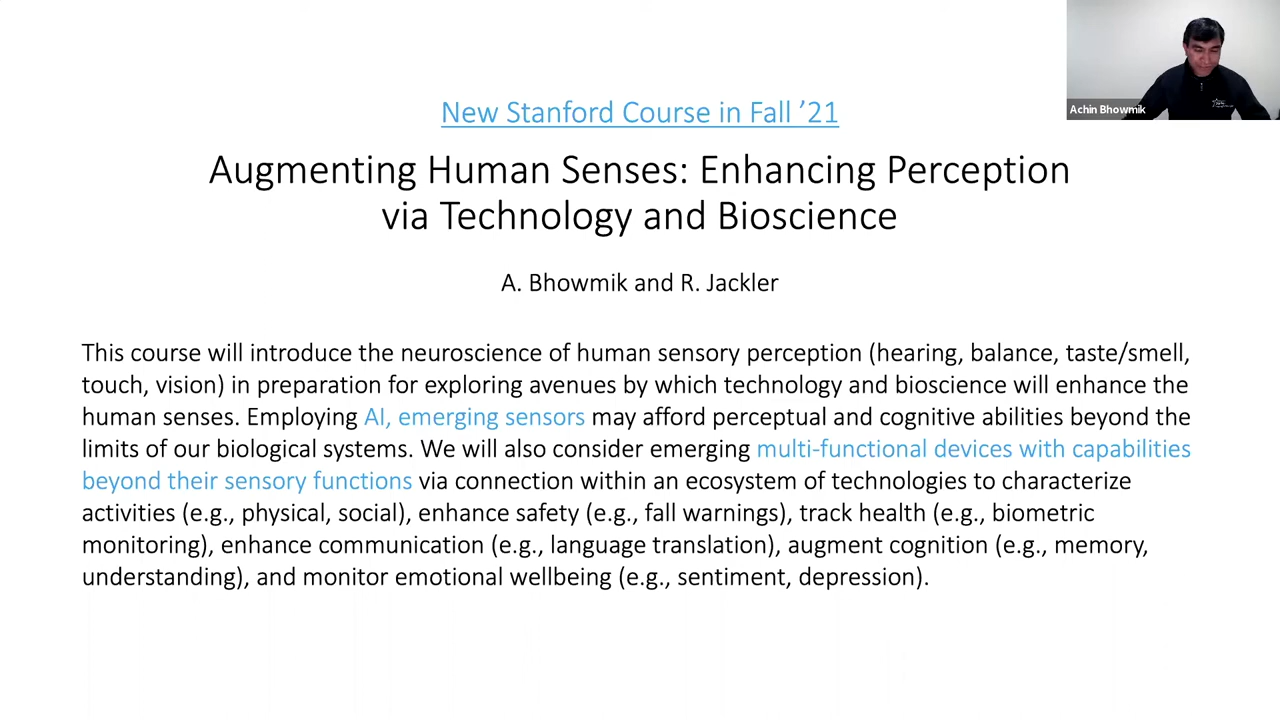 New Stanford Course in Fall ’21
Augmenting Human Senses: Enhancing Perception
via Technology and Bioscience
A. Bhowmik and R. Jackler
This course will introduce the neuroscience of human sensory perception (hearing, balance, taste/smell,
touch, vision) in preparation for exploring avenues by which technology and bioscience will enhance the
human senses. Employing AI, emerging sensors may afford perceptual and cognitive abilities beyond the
limits of our biological systems. We will also consider emerging multi-functional devices with capabilities
beyond their sensory functions via connection within an ecosystem of technologies to characterize
activities (e.g., physical, social), enhance safety (e.g., fall warnings), track health (e.g., biometric
monitoring), enhance communication (e.g., language translation), augment cognition (e.g., memory,
understanding), and monitor emotional wellbeing (e.g., sentiment, depression).
Achin Bhowmik